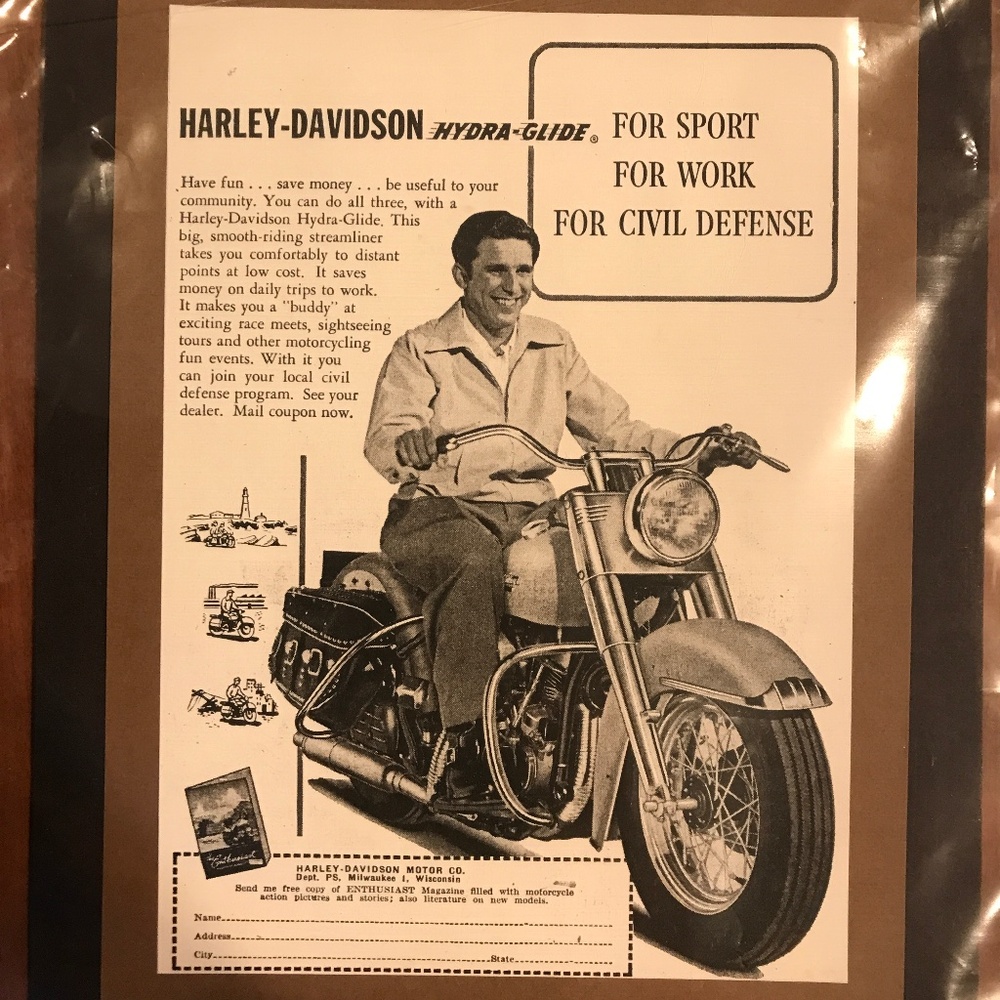 HARLEY-DAVIDSON HYDRA-GLIDE®
FOR SPORT
FOR WORK
FOR CIVIL DEFENSE
Have fun . . . save money . . . be useful to your
community. You can do all three, with a
Harley-Davidson Hydra-Glide. This
big, smooth-riding streamliner
takes you comfortably to distant
points at low cost. It saves
money on daily trips to work.
It makes you a "buddy" at
exciting race meets, sightseeing
tours and other motorcycling
fun events. With it you
can join your local civil
defense program. See your
dealer. Mail coupon now.
The Enthusiast
HARLEY-DAVIDSON MOTOR CO.
Dept. PS, Milwaukee 1, Wisconsin
Send me free copy of ENTHUSIAST Magazine filled with motorcycle
action pictures and stories; also literature on new models.
Name
Address
City State